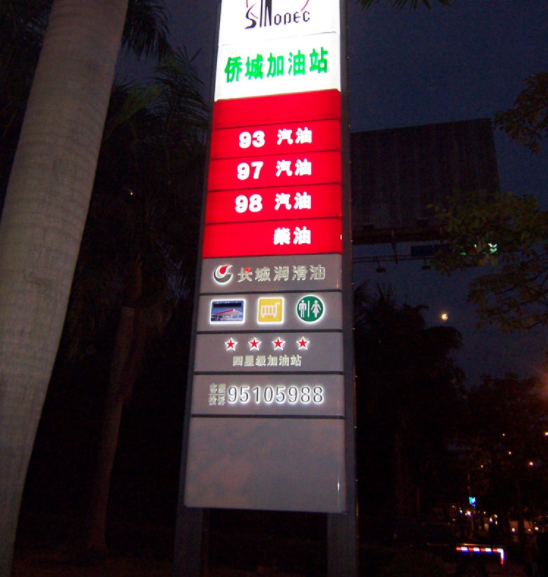 SINOPEC
侨城加油站
93 汽油
97 汽油
98 汽油
柴油
长城润滑油
四星级加油站
95105988